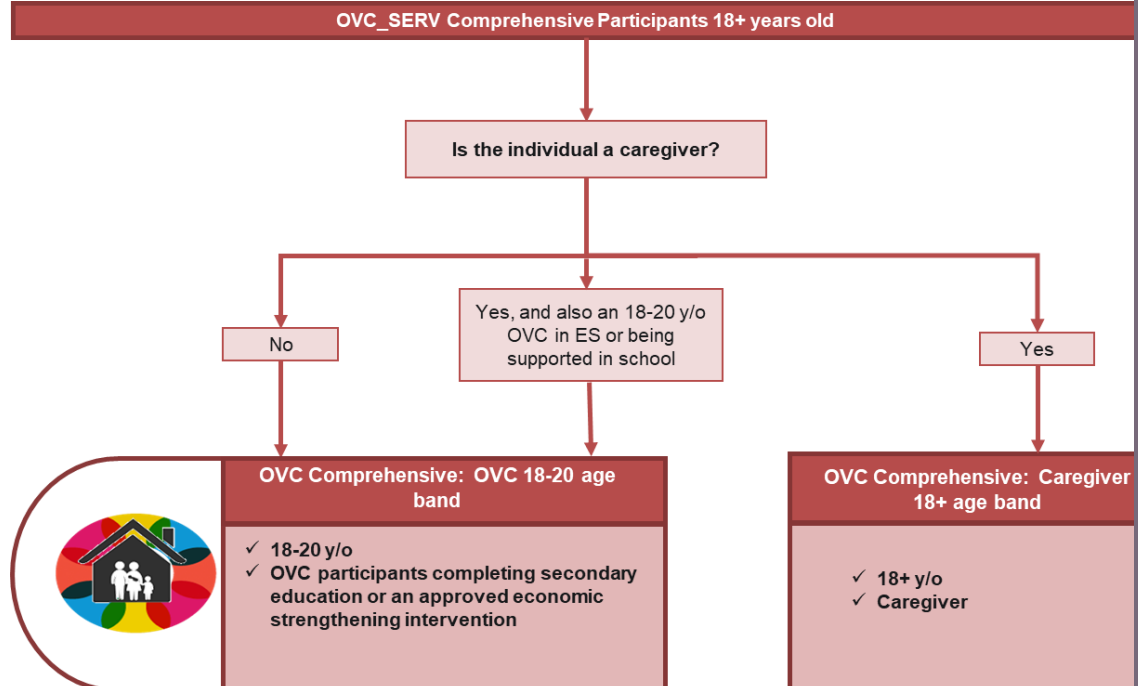 OVC_SERV Comprehensive Participants 18+ years old
Is the individual a caregiver?
No
Yes, and also an 18-20 y/o
OVC in ES or being
supported in school
Yes
OVC Comprehensive: OVC 18-20 age
band
✓ 18-20 y/o
✓ OVC participants completing secondary
education or an approved economic
strengthening intervention
OVC Comprehensive: Caregiver
18+ age band
✓ 18+ y/o
✓ Caregiver